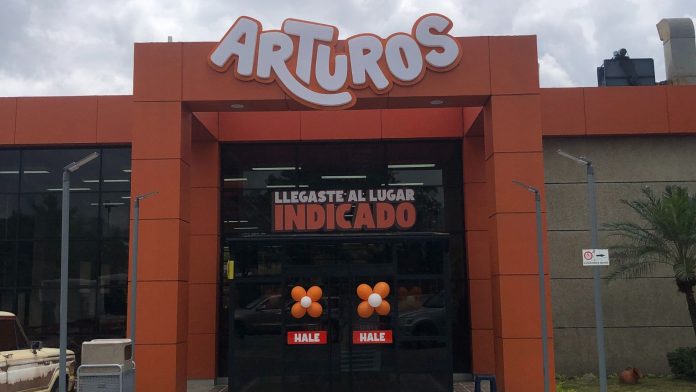 ARTUROS
LLEGASTE AL LUGAR
INDICADO
HALE
HALE